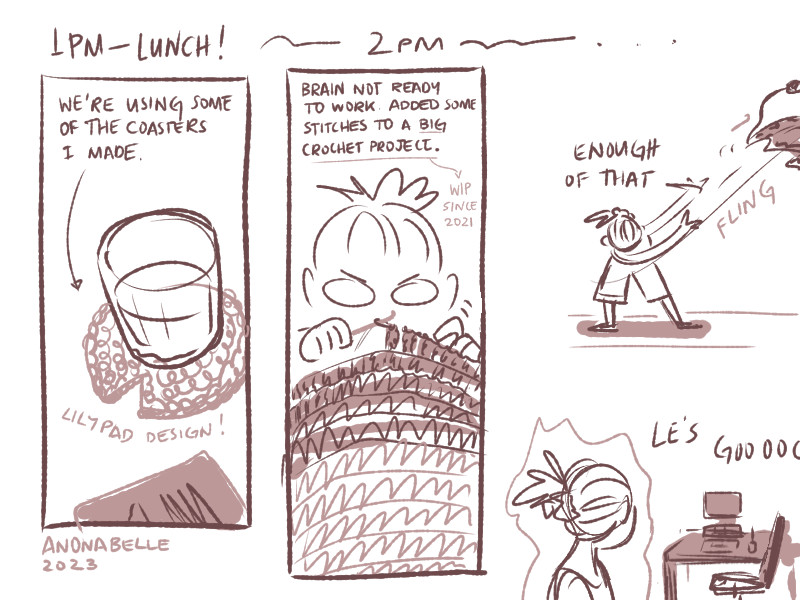 1PM - LUNCH!
2PM
WE'RE USING SOME
OF THE COASTERS
I MADE.
LILYPAD DESIGN!
ANONABELLE
2023
BRAIN NOT READY
TO WORK. ADDED SOME
STITCHES TO A BIG
CROCHET PROJECT.
WIP
SINCE
2021
ENOUGH
OF THAT
FLING
LE'S
GOOOOC